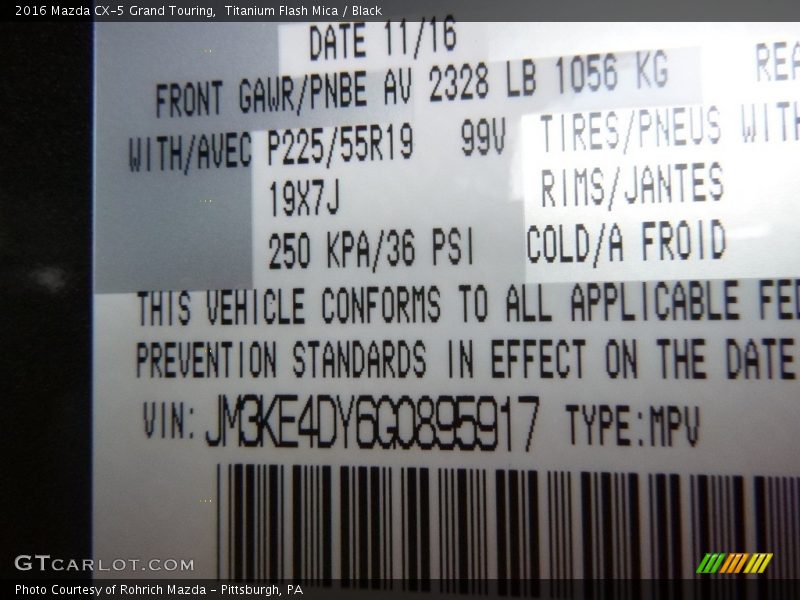 2016 Mazda CX-5 Grand Touring,  Titanium Flash Mica / Black
DATE 11/16
FRONT GAWR/PNBE AV 2328 LB 1056 KG REA
WITH/AVEC P225/55R19 99V TIRES/PNEUS WITH
19X7J RIMS/JANTES
250 KPA/36 PSI COLD/A FROID
THIS VEHICLE CONFORMS TO ALL APPLICABLE FED
PREVENTION STANDARDS IN EFFECT ON THE DATE
VIN: JM3KE4DY6G0895917 TYPE:MPV
GTCARLOT.COM
Photo Courtesy of Rohrich Mazda - Pittsburgh, PA